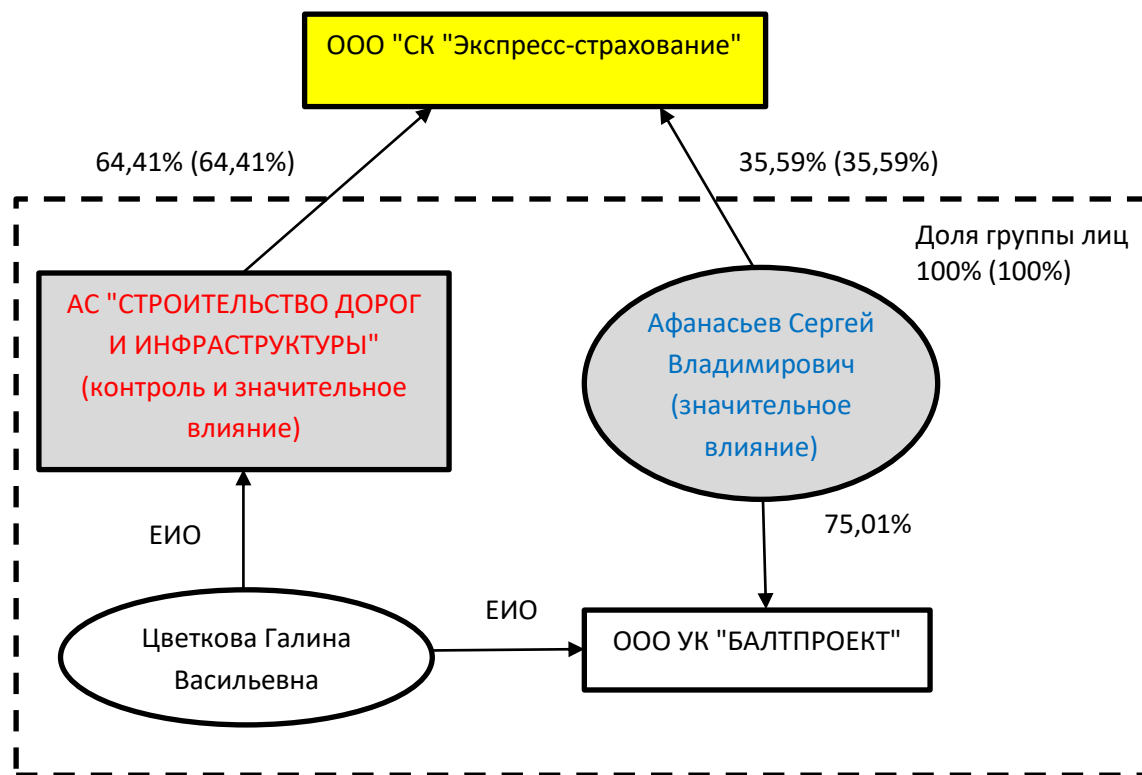 ООО "СК "Экспресс-страхование"
64,41% (64,41%)
35,59% (35,59%)
Доля группы лиц
100% (100%)
АС "СТРОИТЕЛЬСТВО ДОРОГ
И ИНФРАСТРУКТУРЫ"
(контроль и значительное
влияние)
Афанасьев Сергей
Владимирович
(значительное
влияние)
75,01%
ЕИО
ЕИО
Цветкова Галина
Васильевна
ООО УК "БАЛТПРОЕКТ"